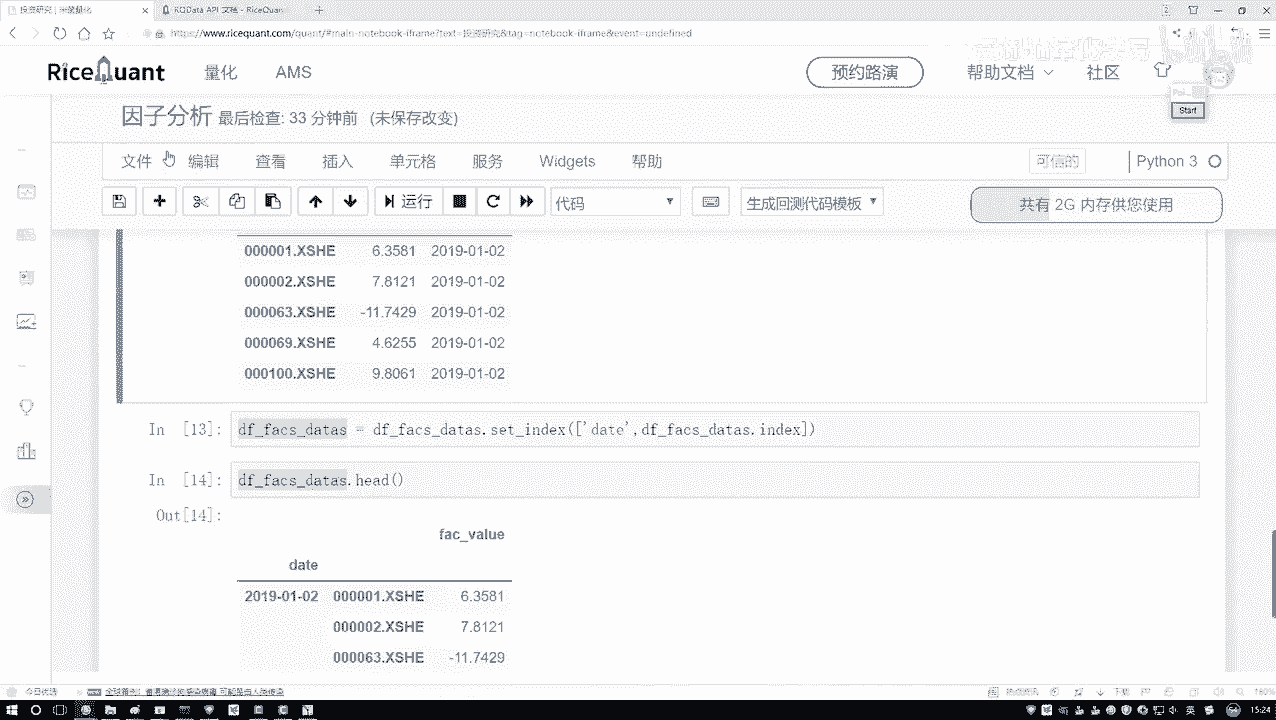 投资研究 - 米筐量化
RQData API 文档 - RiceQuant
https://www.ricequant.com/quant/#main-notebook-iframe?text=投资研究&tag=notebook-iframe&event=undefined
RiceQuant 量化 AMS 预约路演 帮助文档 社区
Start
因子分析 最后检查: 33 分钟前 (未保存改变)
文件 编辑 查看 插入 单元格 服务 Widgets 帮助 可信的 Python 3
运行 代码 生成回测代码模板 共有 2G 内存供您使用
000001.XSHE 6.3581 2019-01-02
000002.XSHE 7.8121 2019-01-02
000063.XSHE -11.7429 2019-01-02
000069.XSHE 4.6255 2019-01-02
000100.XSHE 9.8061 2019-01-02
In [13]: df_facs_datas = df_facs_datas.set_index(['date',df_facs_datas.index])
In [14]: df_facs_datas.head()
Out[14]:
fac_value
date
2019-01-02 000001.XSHE 6.3581
000002.XSHE 7.8121
000063.XSHE -11.7429
今日优选
160%
英 15:24